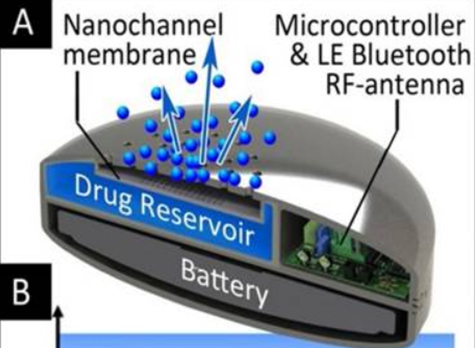 A
Nanochannel
membrane
Microcontroller
& LE Bluetooth
RF-antenna
Drug Reservoir
Battery
B